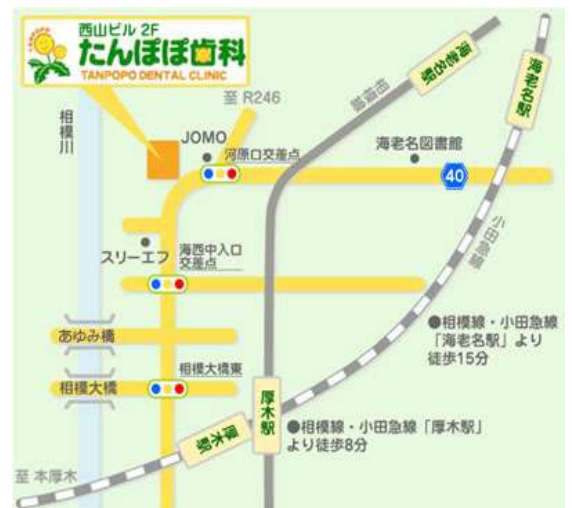 西山ビル 2F
たんぽぽ歯科
TANPOPO DENTAL CLINIC
TANPOPO
至 R246
相模線
海老名駅
海老名駅
相模川
JOMO
河原口交差点
海老名図書館
40
小田急線
スリーエフ
海西中入口
交差点
あゆみ橋
●相模線・小田急線
「海老名駅」より
徒歩15分
相模大橋東
相模大橋
厚木駅
厚木駅
●相模線・小田急線「厚木駅」
より徒歩8分
至 本厚木